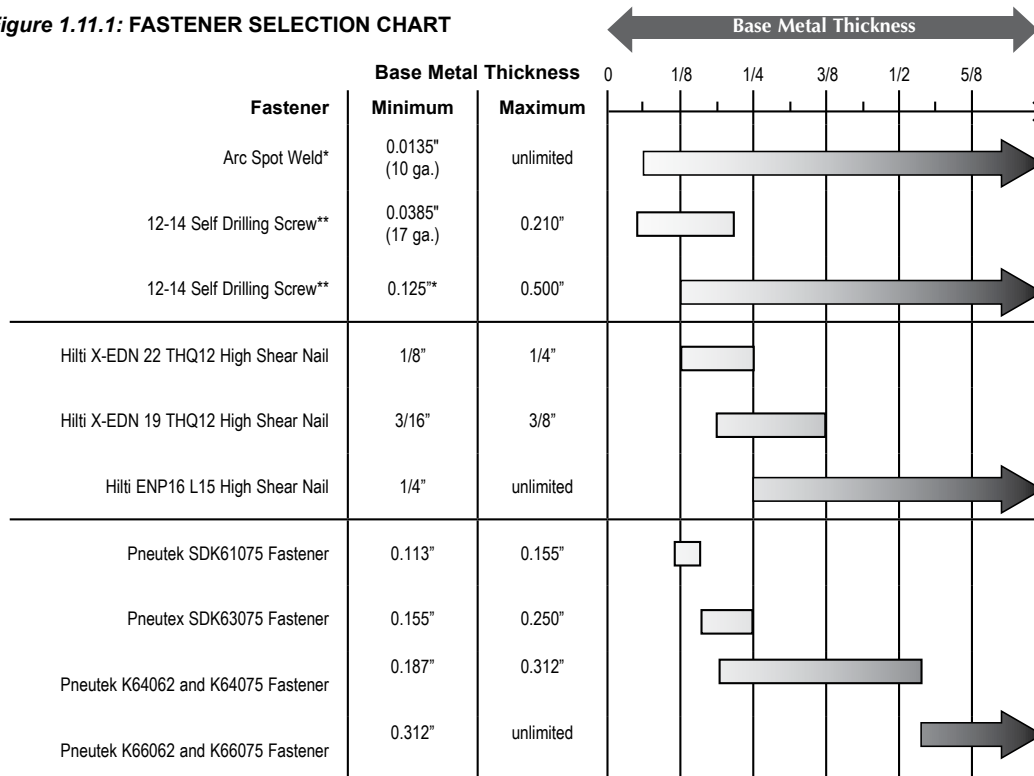 igure 1.11.1: FASTENER SELECTION CHART
Base Metal Thickness
Base Metal Thickness 0 1/8 1/4 3/8 1/2 5/8
Fastener Minimum Maximum
Arc Spot Weld* 0.0135" (10 ga.) unlimited
12-14 Self Drilling Screw** 0.0385" (17 ga.) 0.210”
12-14 Self Drilling Screw** 0.125”* 0.500”
Hilti X-EDN 22 THQ12 High Shear Nail 1/8” 1/4”
Hilti X-EDN 19 THQ12 High Shear Nail 3/16” 3/8”
Hilti ENP16 L15 High Shear Nail 1/4” unlimited
Pneutek SDK61075 Fastener 0.113” 0.155”
Pneutex SDK63075 Fastener 0.155” 0.250”
Pneutek K64062 and K64075 Fastener 0.187” 0.312”
Pneutek K66062 and K66075 Fastener 0.312” unlimited